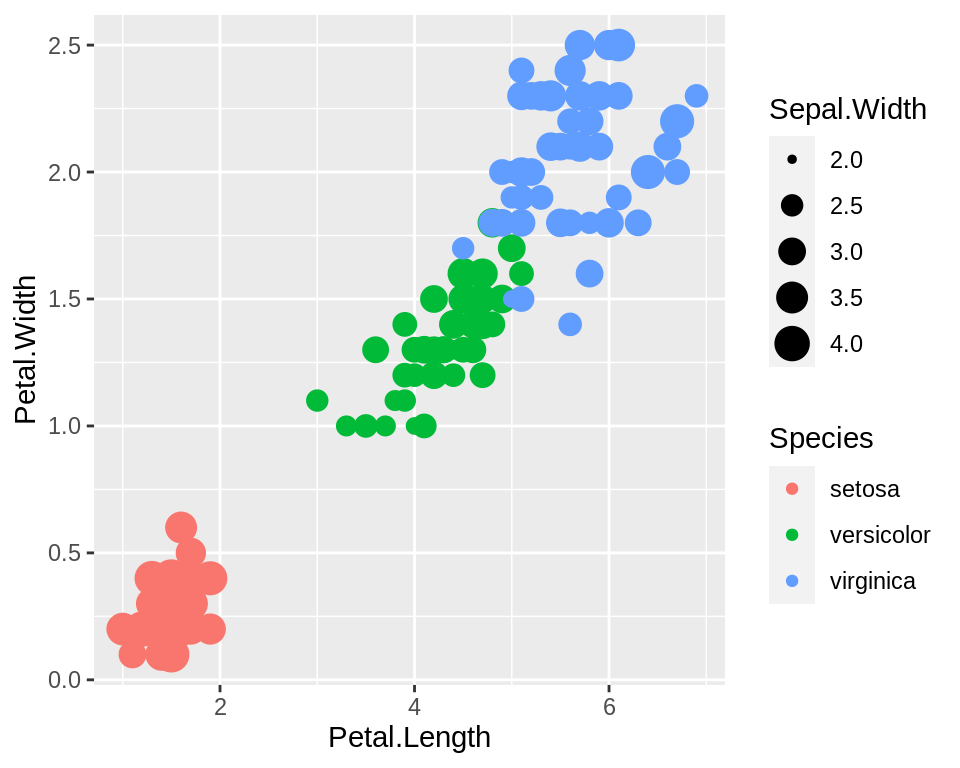 2.5
2.0
1.5
1.0
0.5
0.0
Petal.Width
2 4 6
Petal.Length
Sepal.Width
2.0
2.5
3.0
3.5
4.0
Species
setosa
versicolor
virginica